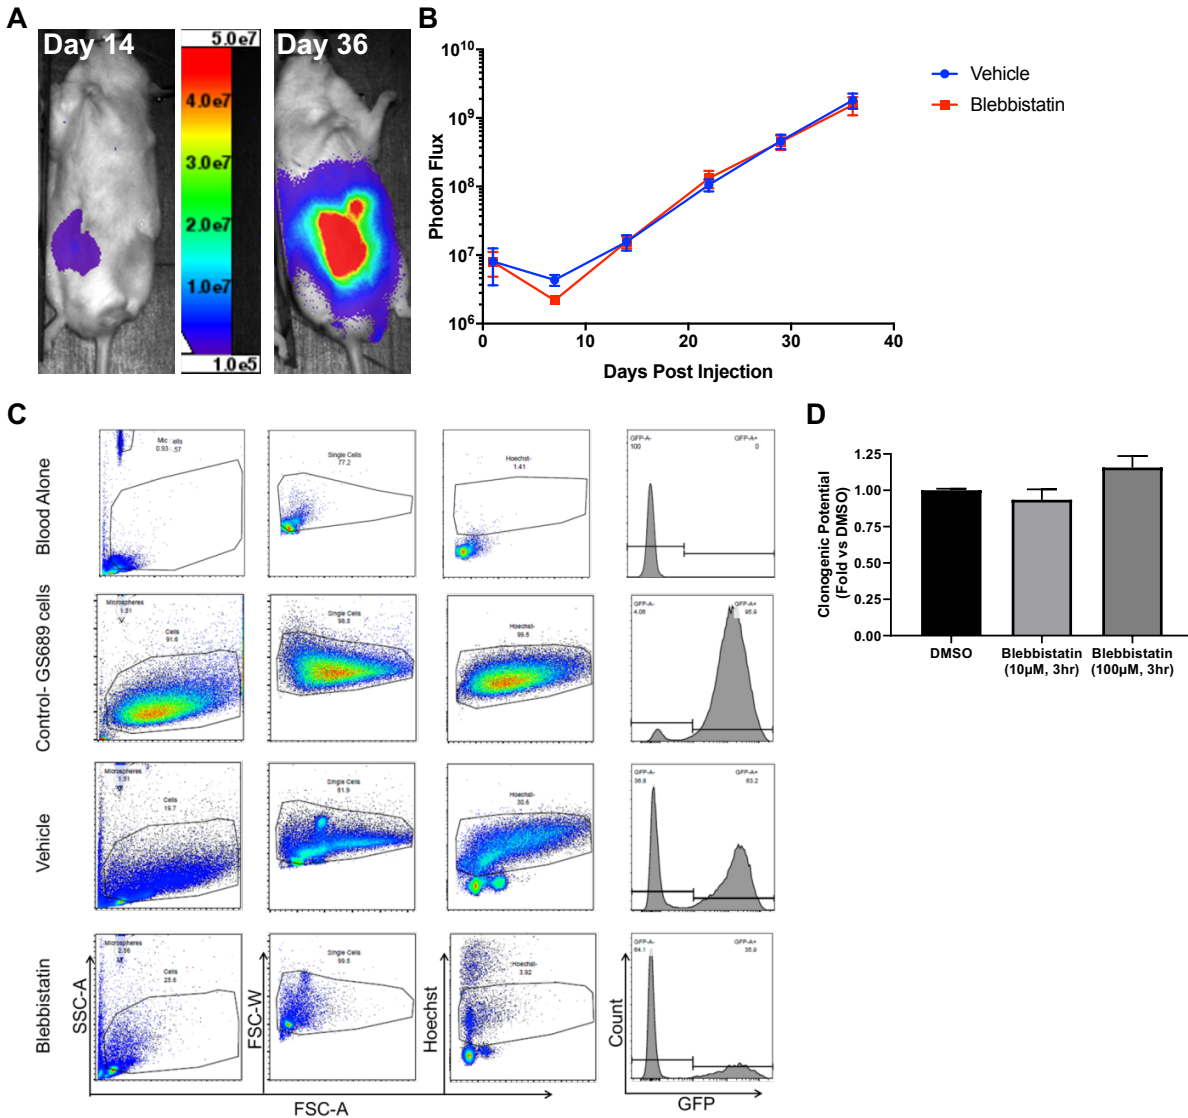 A
Day 14
5.0e7
4.0e7
3.0e7
2.0e7
1.0e7
1.0e5
Day 36
B
Photon Flux
10^10
10^9
10^8
10^7
10^6
0
10
20
30
40
Days Post Injection
Vehicle
Blebbistatin
C
Blood Alone
0.93
.57
Single Cells
77.2
Hoechst-
1.41
GFP-A-
100
GFP-A+
0
Control- GS689 cells
Microspheres
1.51
Cells
91.6
Single Cells
98.5
Hoechst-
99.8
GFP-A-
4.06
GFP-A+
95.9
Vehicle
Microspheres
1.51
Cells
19.7
Single Cells
81.9
Hoechst-
30.6
GFP-A-
36.8
GFP-A+
63.2
Blebbistatin
Microspheres
2.56
Cells
25.6
Single Cells
99.5
Hoechst-
3.92
GFP-A-
64.1
GFP-A+
35.9
SSC-A
FSC-W
Hoechst
Count
FSC-A
GFP
D
Clonogenic Potential
(Fold vs DMSO)
1.25
1.00
0.75
0.50
0.25
0.00
DMSO
Blebbistatin
(10µM, 3hr)
Blebbistatin
(100µM, 3hr)